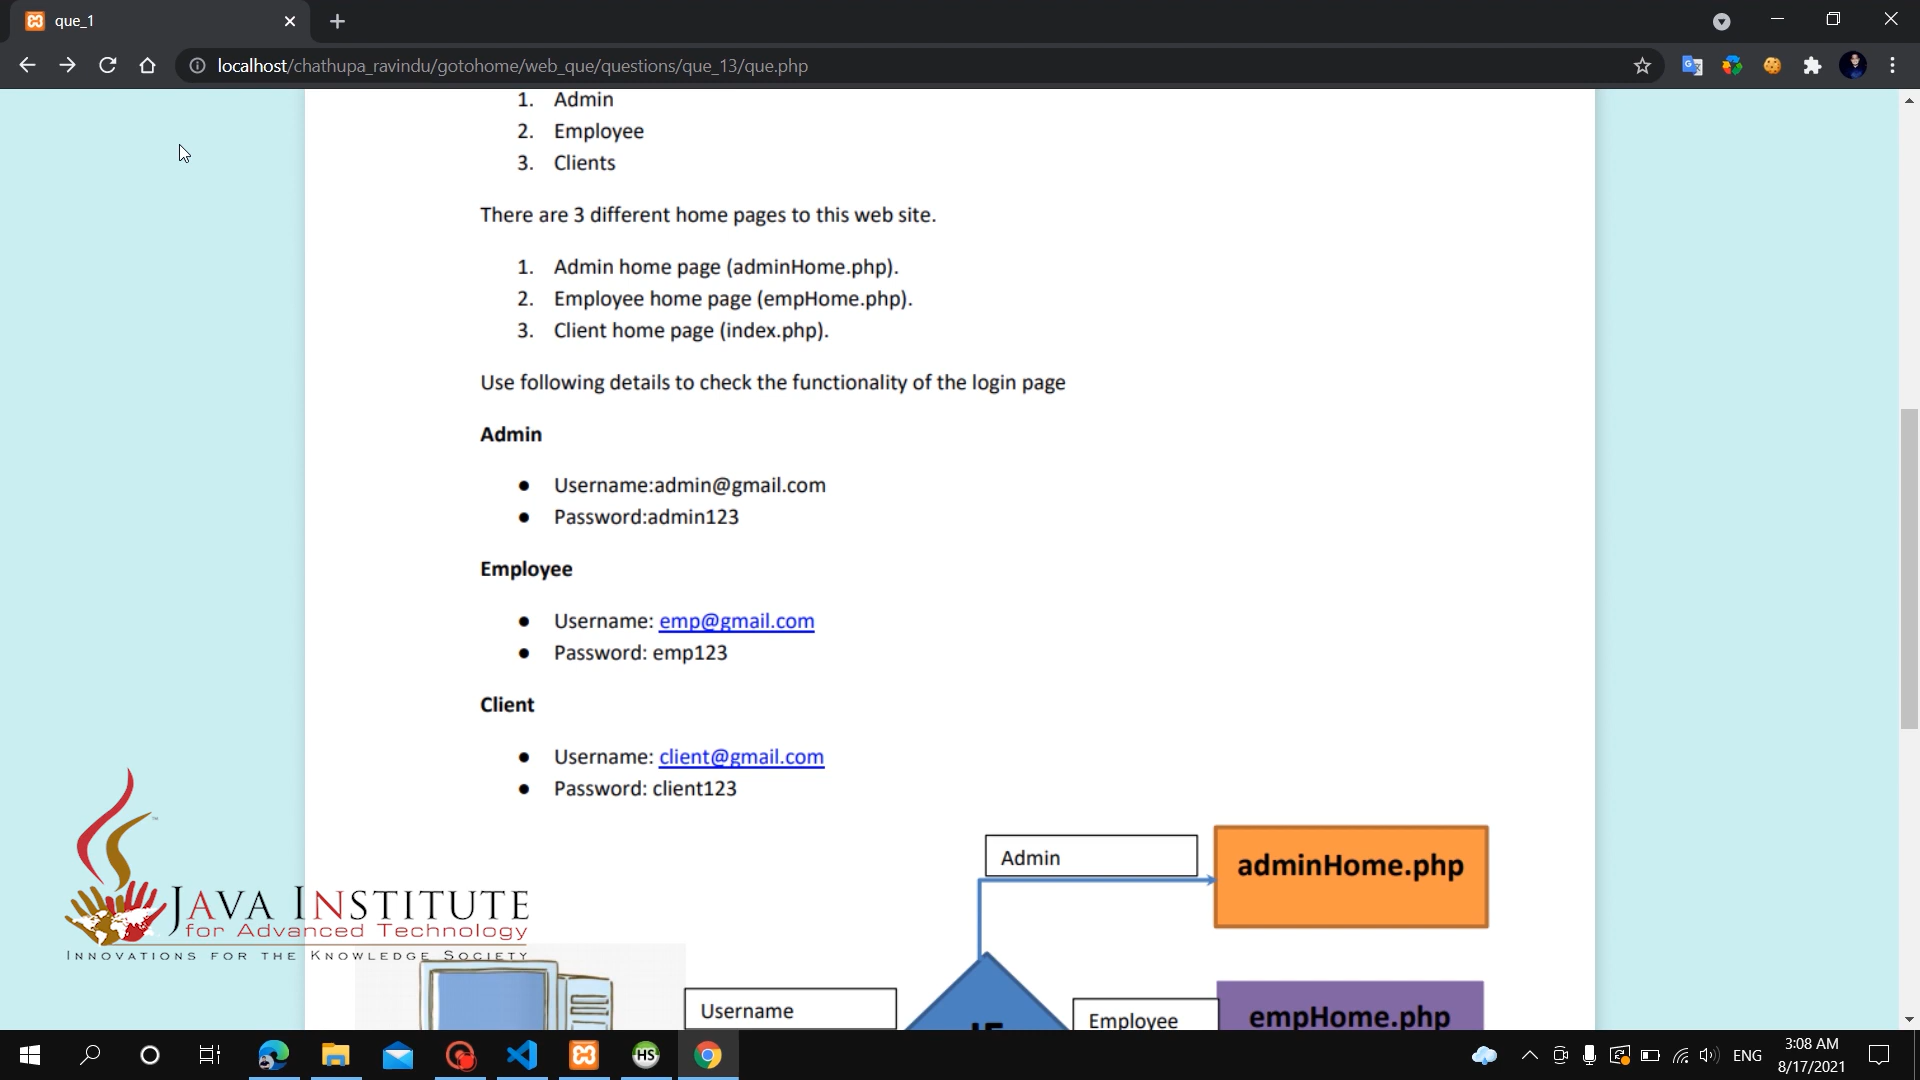 que_1
localhost/chathupa_ravindu/gotohome/web_que/questions/que_13/que.php
1. Admin
2. Employee
3. Clients
There are 3 different home pages to this web site.
1. Admin home page (adminHome.php).
2. Employee home page (empHome.php).
3. Client home page (index.php).
Use following details to check the functionality of the login page
Admin
● Username:admin@gmail.com
● Password:admin123
Employee
● Username: emp@gmail.com
● Password: emp123
Client
● Username: client@gmail.com
● Password: client123
Admin
adminHome.php
JAVA INSTITUTE
for Advanced Technology
INNOVATIONS FOR THE KNOWLEDGE SOCIETY
Username
IF
Employee
empHome.php
HS
ENG
3:08 AM
8/17/2021